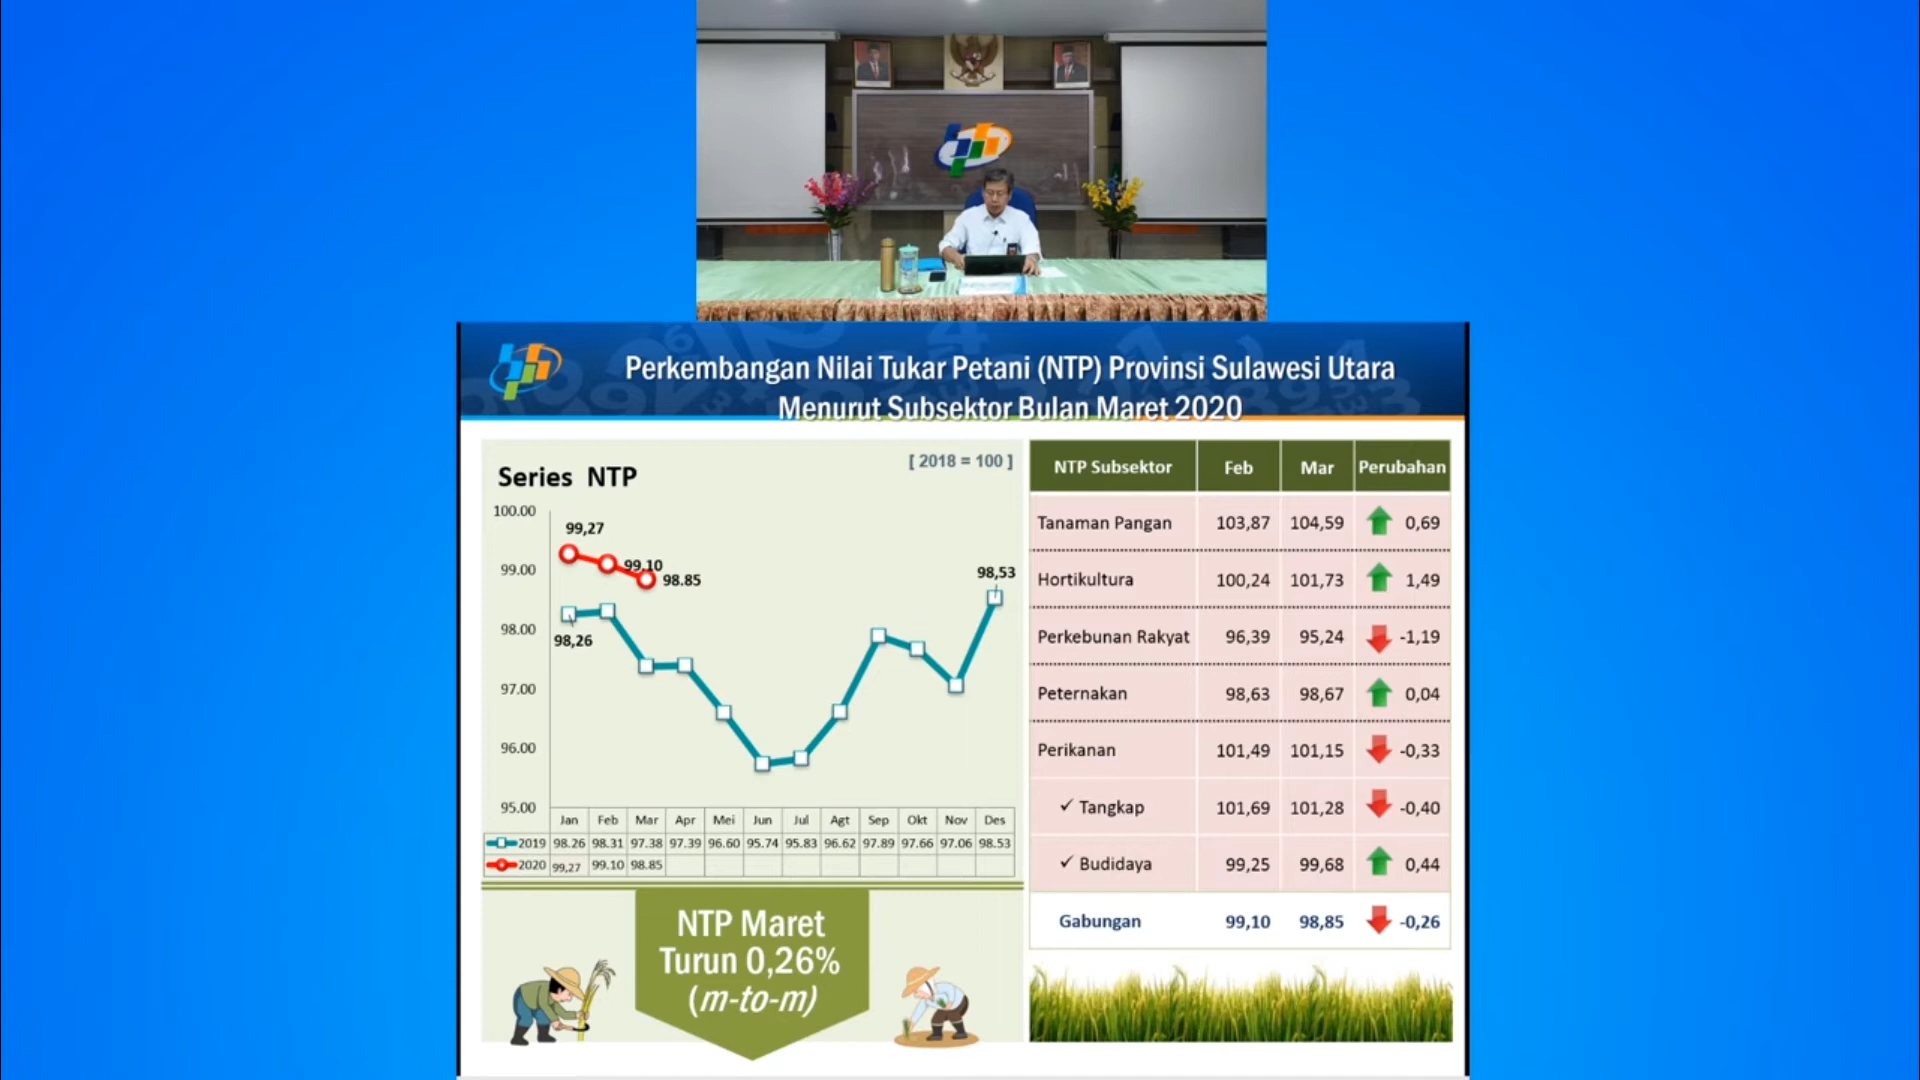 Perkembangan Nilai Tukar Petani (NTP) Provinsi Sulawesi Utara
Menurut Subsektor Bulan Maret 2020
Series NTP
[ 2018 = 100 ]
100.00
99.00
98.00
97.00
96.00
95.00
99,27
99.10
98.85
98,26
98,53
Jan Feb Mar Apr Mei Jun Jul Agt Sep Okt Nov Des
2019 98.26 98.31 97.38 97.39 96.60 95.74 95.83 96.62 97.89 97.66 97.06 98.53
2020 99,27 99.10 98.85
NTP Maret
Turun 0,26%
(m-to-m)
NTP Subsektor Feb Mar Perubahan
Tanaman Pangan 103,87 104,59 0,69
Hortikultura 100,24 101,73 1,49
Perkebunan Rakyat 96,39 95,24 -1,19
Peternakan 98,63 98,67 0,04
Perikanan 101,49 101,15 -0,33
✓ Tangkap 101,69 101,28 -0,40
✓ Budidaya 99,25 99,68 0,44
Gabungan 99,10 98,85 -0,26